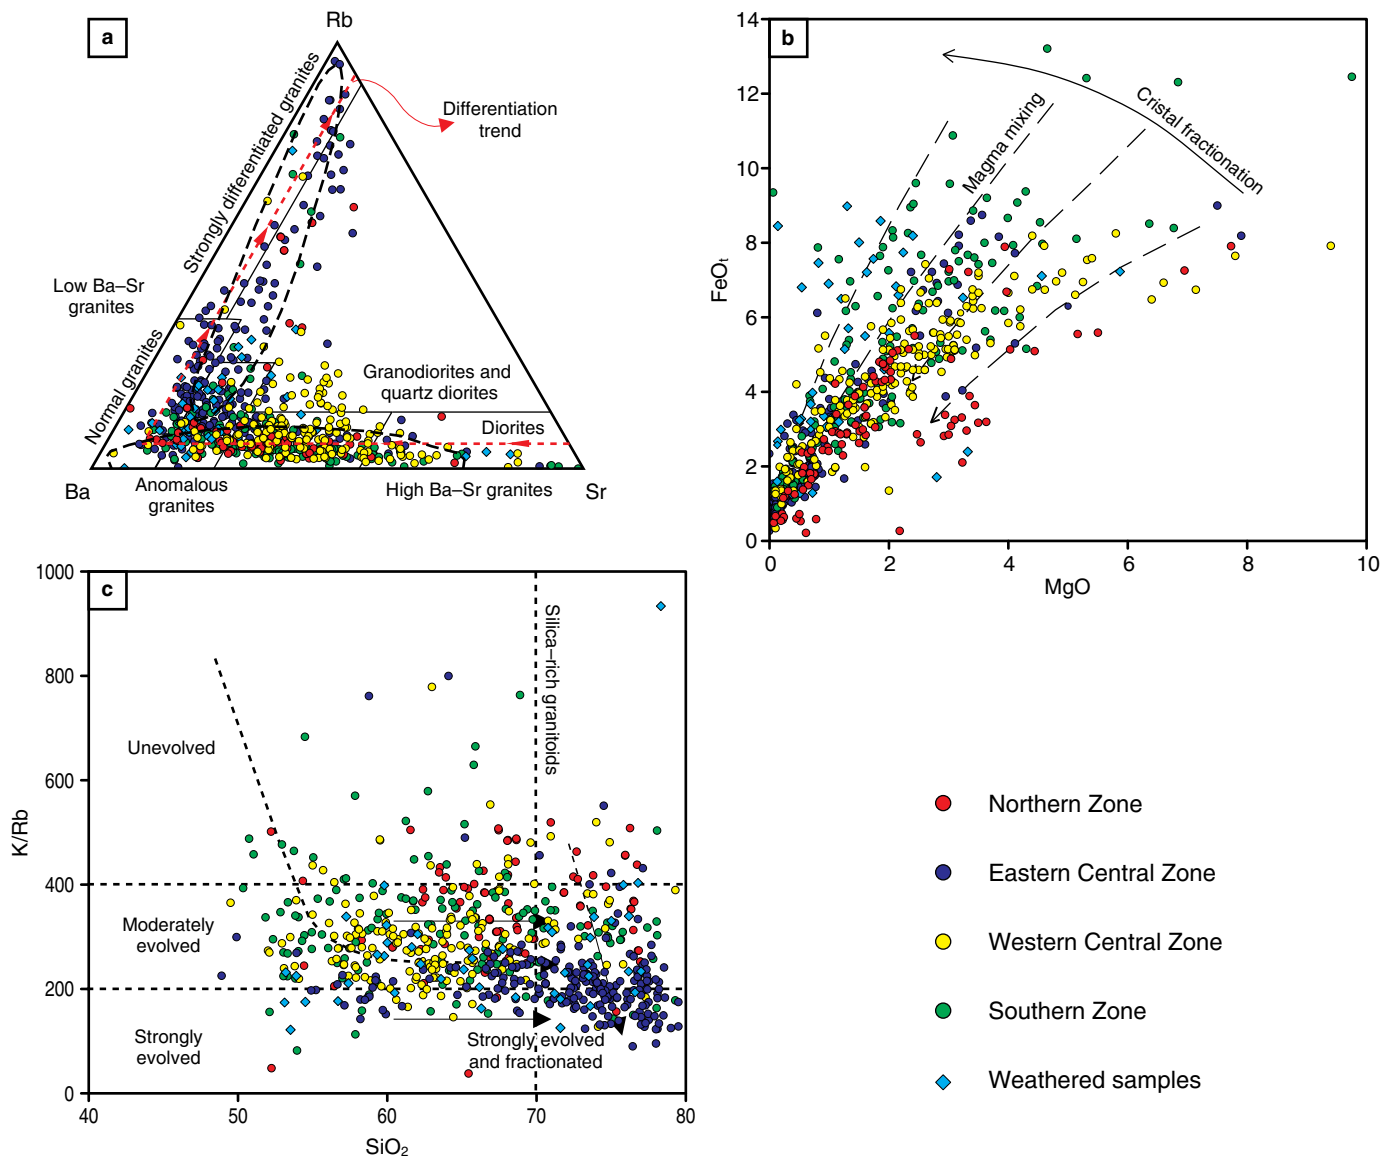 a
Rb
Differentiation
trend
Strongly differentiated granites
Low Ba–Sr
granites
Normal granites
Granodiorites and
quartz diorites
Diorites
Ba
Anomalous
granites
High Ba–Sr granites
Sr
b
14
12
10
8
6
4
2
0
FeOt
Magma mixing
Cristal fractionation
0
2
4
6
8
10
MgO
c
1000
800
600
400
200
0
K/Rb
Silica–rich granitoids
Unevolved
Moderately
evolved
Strongly
evolved
Strongly evolved
and fractionated
40
50
60
70
80
SiO2
Northern Zone
Eastern Central Zone
Western Central Zone
Southern Zone
Weathered samples